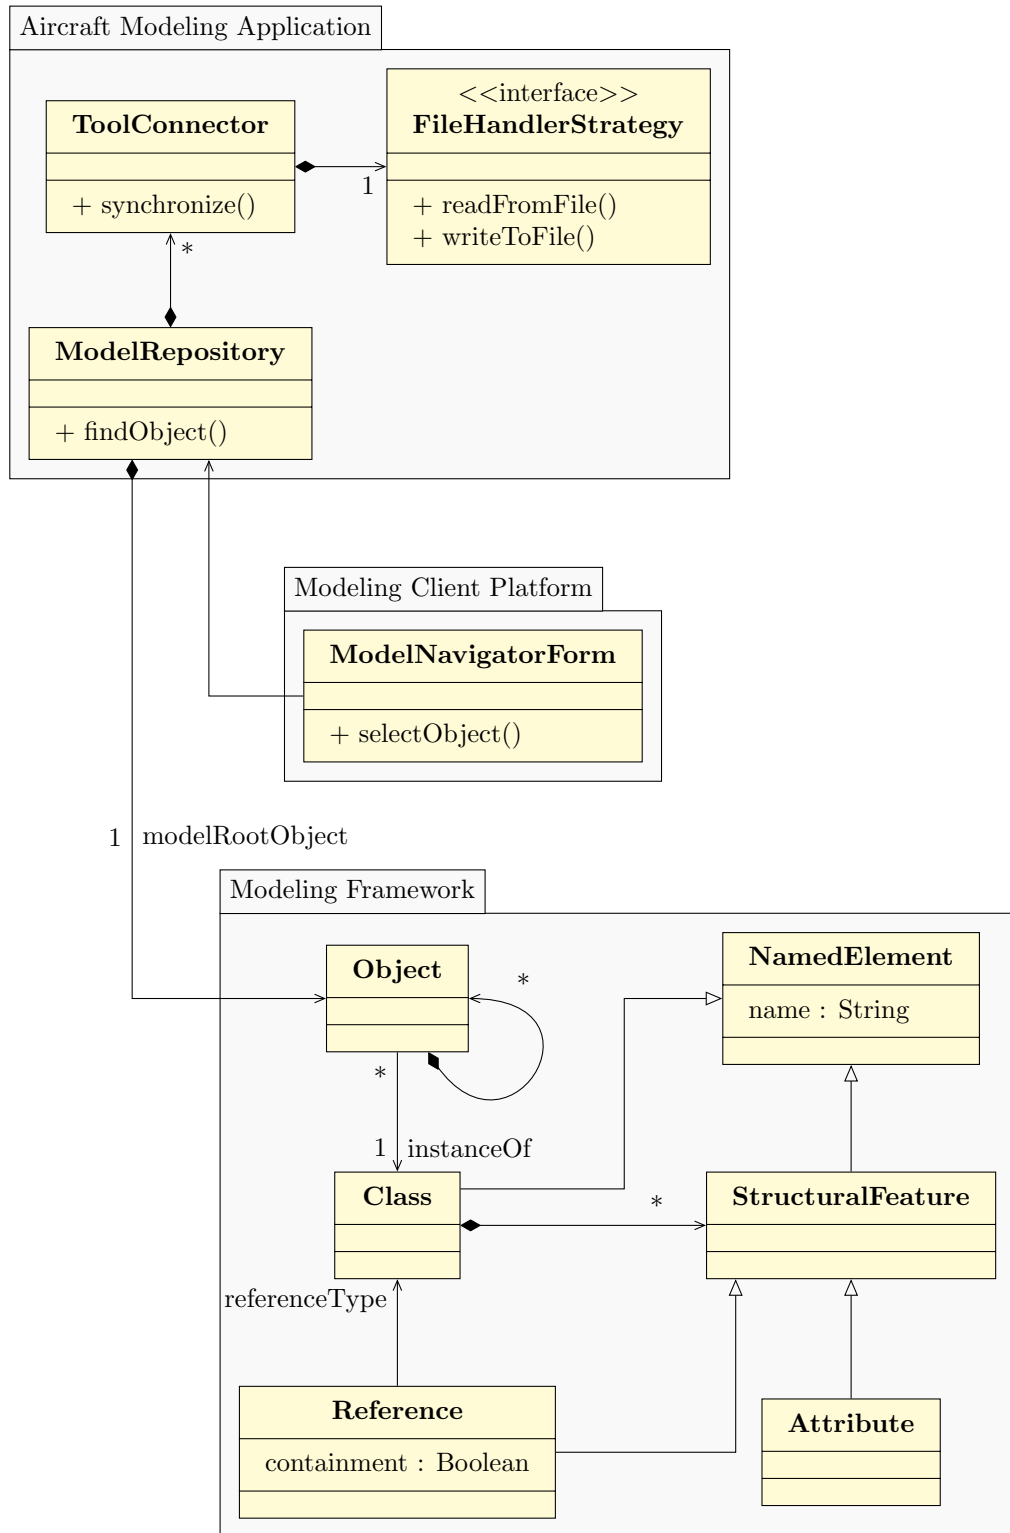 Aircraft Modeling Application
<<interface>>
FileHandlerStrategy
ToolConnector
+ synchronize()
1
+ readFromFile()
+ writeToFile()
*
ModelRepository
+ findObject()
Modeling Client Platform
ModelNavigatorForm
+ selectObject()
1
modelRootObject
Modeling Framework
Object
*
NamedElement
name : String
*
1
instanceOf
Class
*
StructuralFeature
referenceType
Reference
containment : Boolean
Attribute